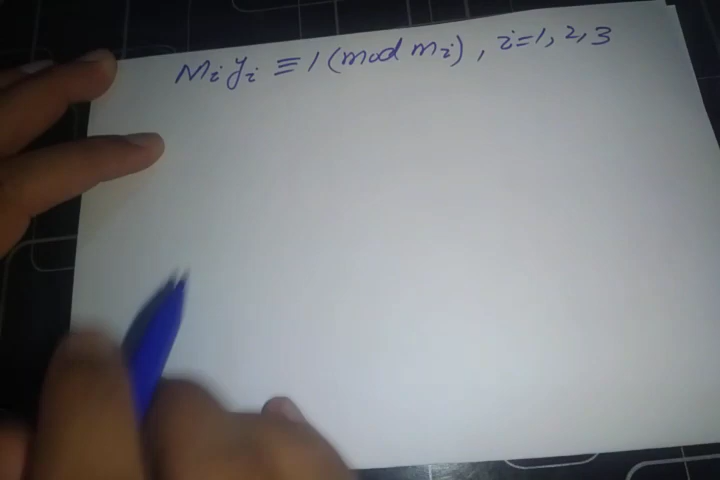 Mᵢyᵢ ≡ 1 (mod mᵢ), i=1, 2, 3